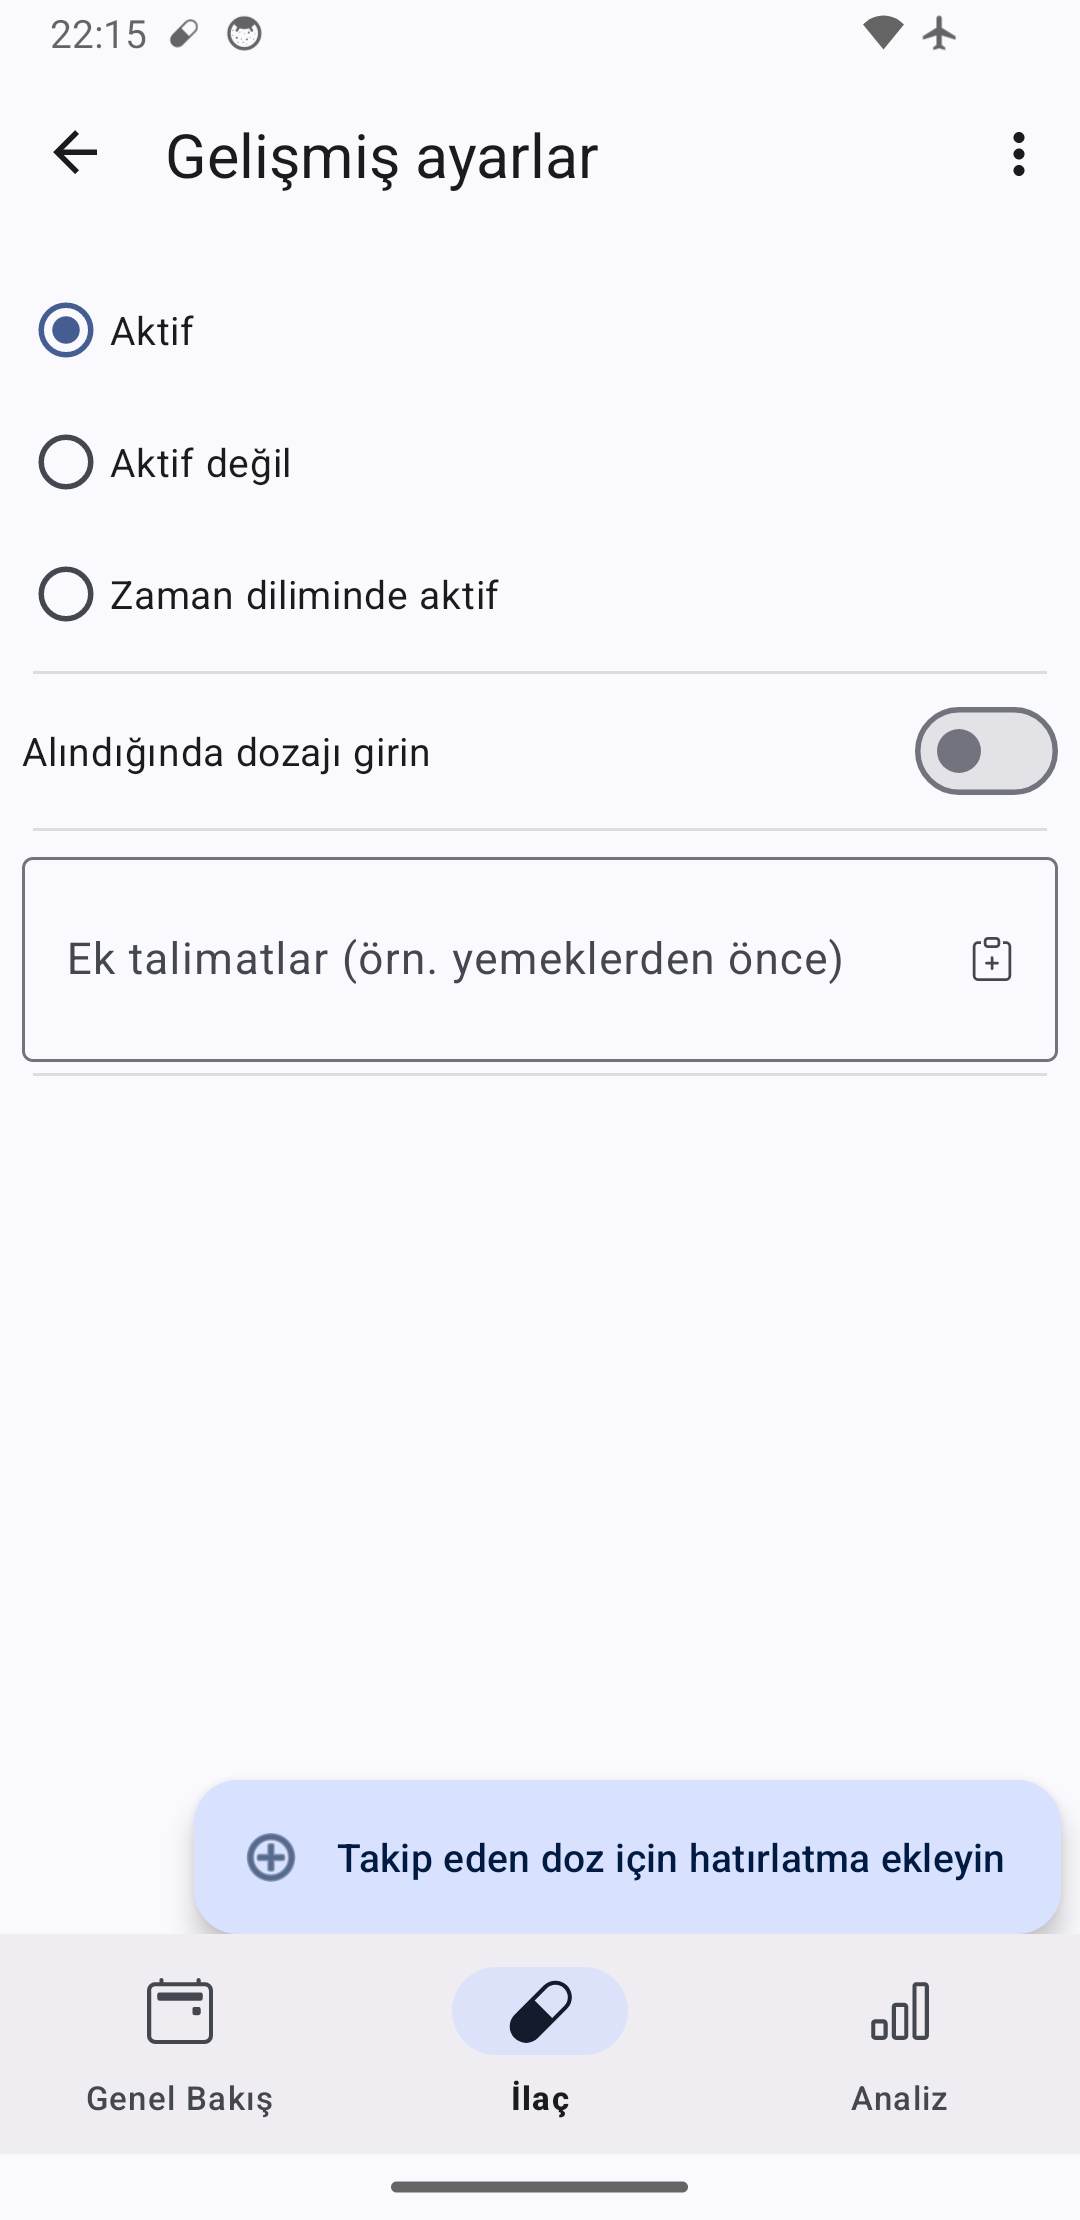 22:15
Gelişmiş ayarlar
Aktif
Aktif değil
Zaman diliminde aktif
Alındığında dozajı girin
Ek talimatlar (örn. yemeklerden önce)
Takip eden doz için hatırlatma ekleyin
Genel Bakış
İlaç
Analiz